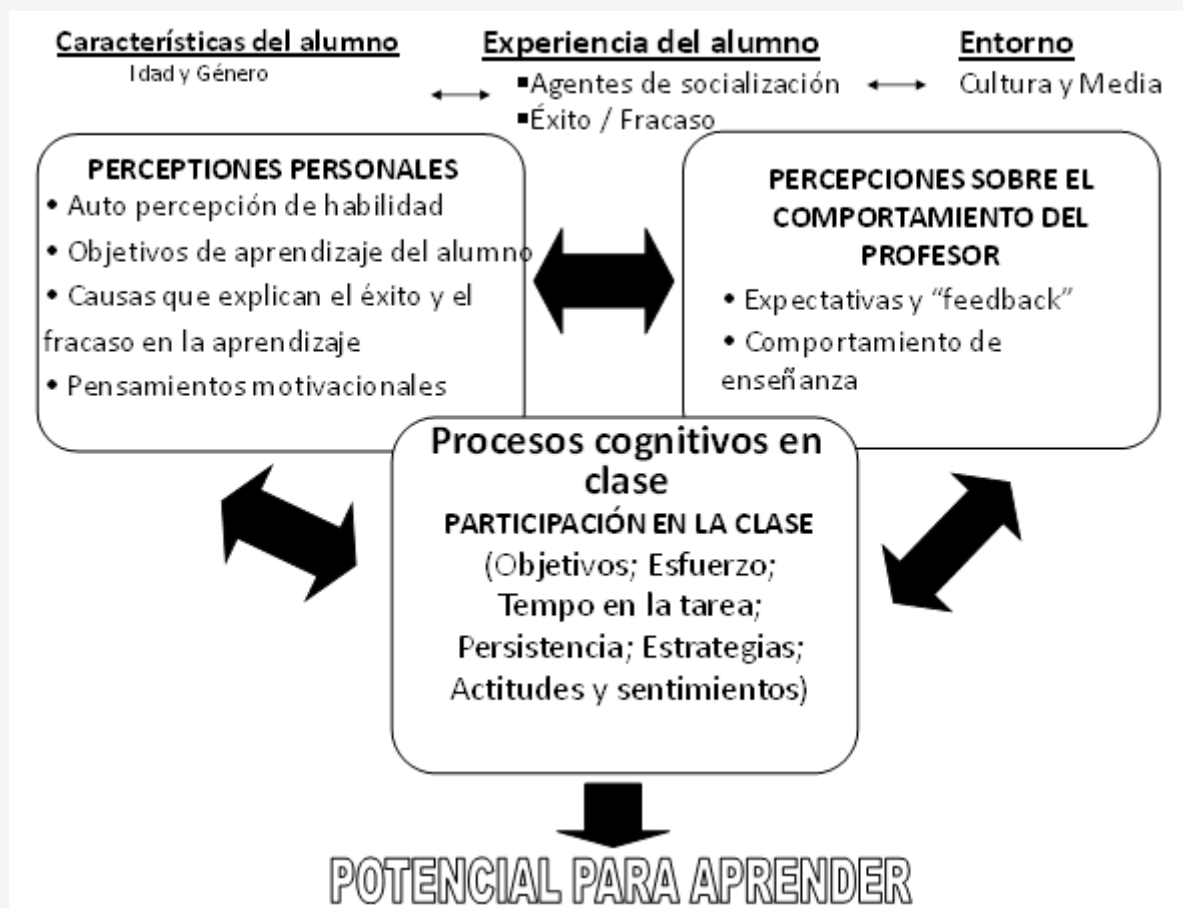 Características del alumno
Idad y Género
Experiencia del alumno
▪Agentes de socialización
▪Éxito / Fracaso
Entorno
Cultura y Media
PERCEPTIONES PERSONALES
• Auto percepción de habilidad
• Objetivos de aprendizaje del alumno
• Causas que explican el éxito y el
fracaso en la aprendizaje
• Pensamientos motivacionales
PERCEPCIONES SOBRE EL
COMPORTAMIENTO DEL
PROFESOR
• Expectativas y “feedback”
• Comportamiento de
enseñanza
Procesos cognitivos en
clase
PARTICIPACIÓN EN LA CLASE
(Objetivos; Esfuerzo;
Tempo en la tarea;
Persistencia; Estrategias;
Actitudes y sentimientos)
POTENCIAL PARA APRENDER